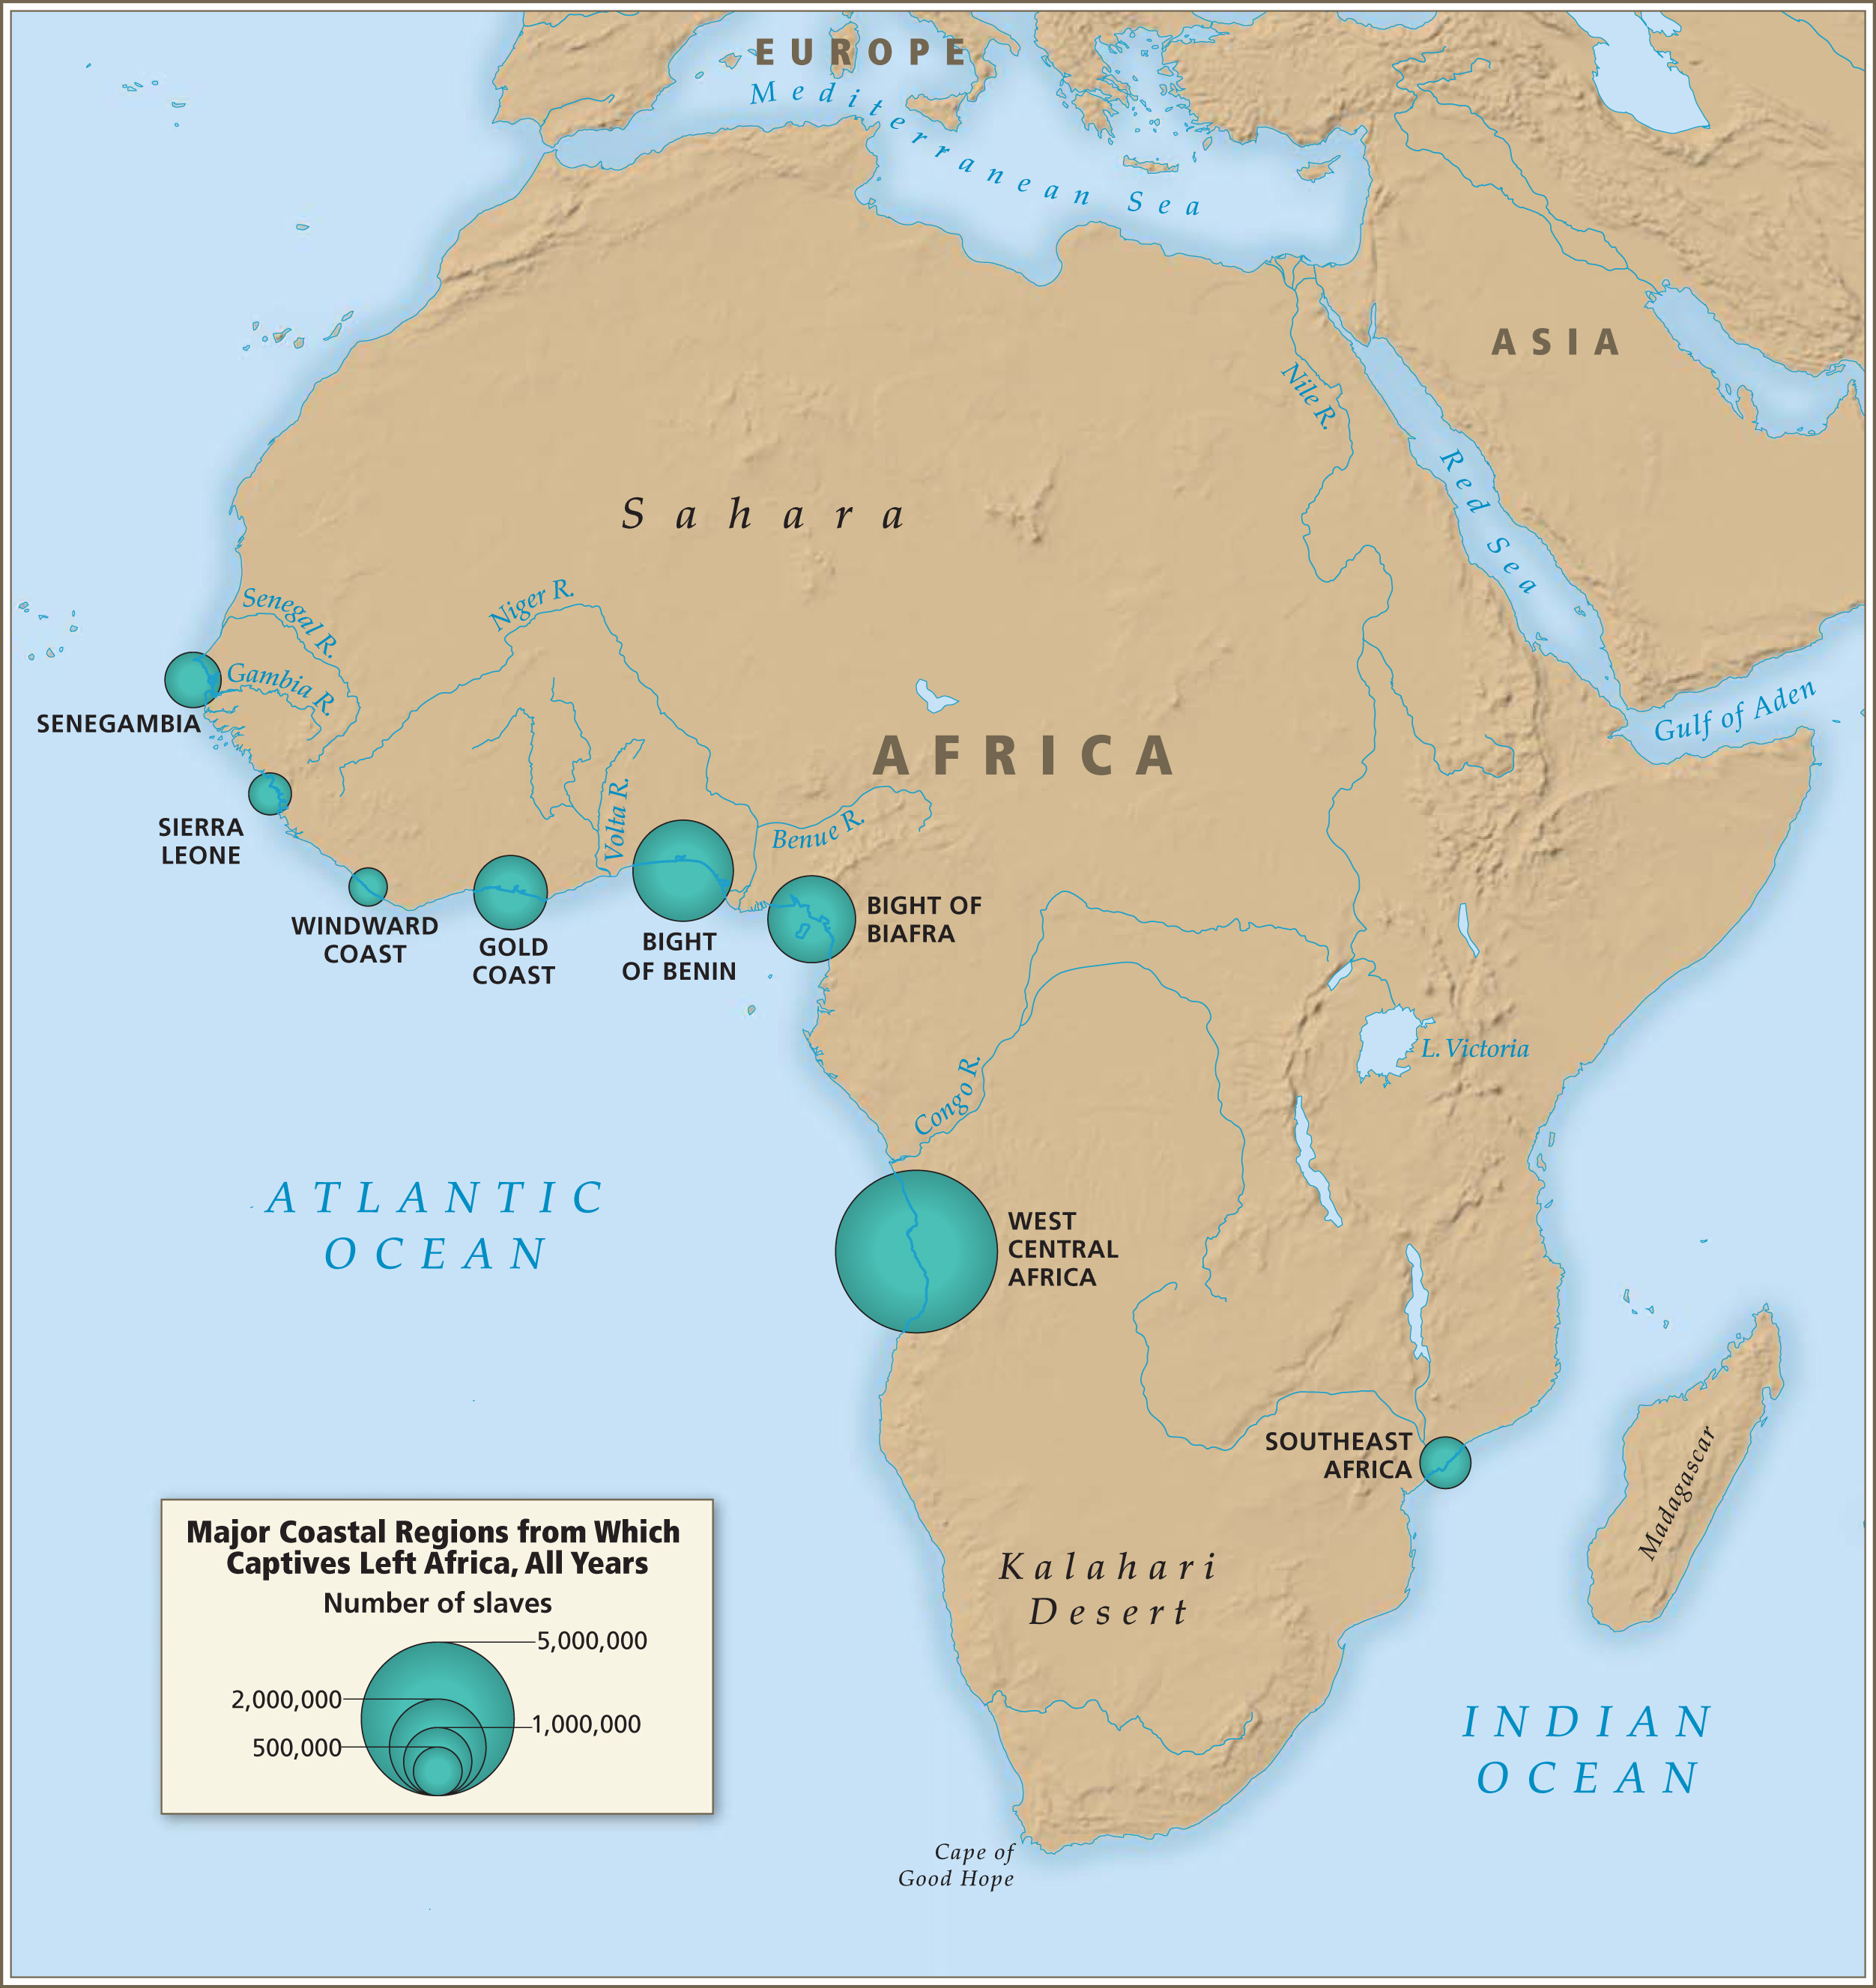 EUROPE
Mediterranean Sea
ASIA
Nile R.
Red Sea
Sahara
Niger R.
Senegal R.
Gambia R.
SENEGAMBIA
Gulf of Aden
AFRICA
Volta R.
Benue R.
SIERRA
LEONE
WINDWARD
COAST
GOLD
COAST
BIGHT
OF BENIN
BIGHT OF
BIAFRA
L. Victoria
Congo R.
ATLANTIC
OCEAN
WEST
CENTRAL
AFRICA
SOUTHEAST
AFRICA
Madagascar
Kalahari
Desert
Major Coastal Regions from Which
Captives Left Africa, All Years
Number of slaves
5,000,000
2,000,000
1,000,000
500,000
INDIAN
OCEAN
Cape of
Good Hope